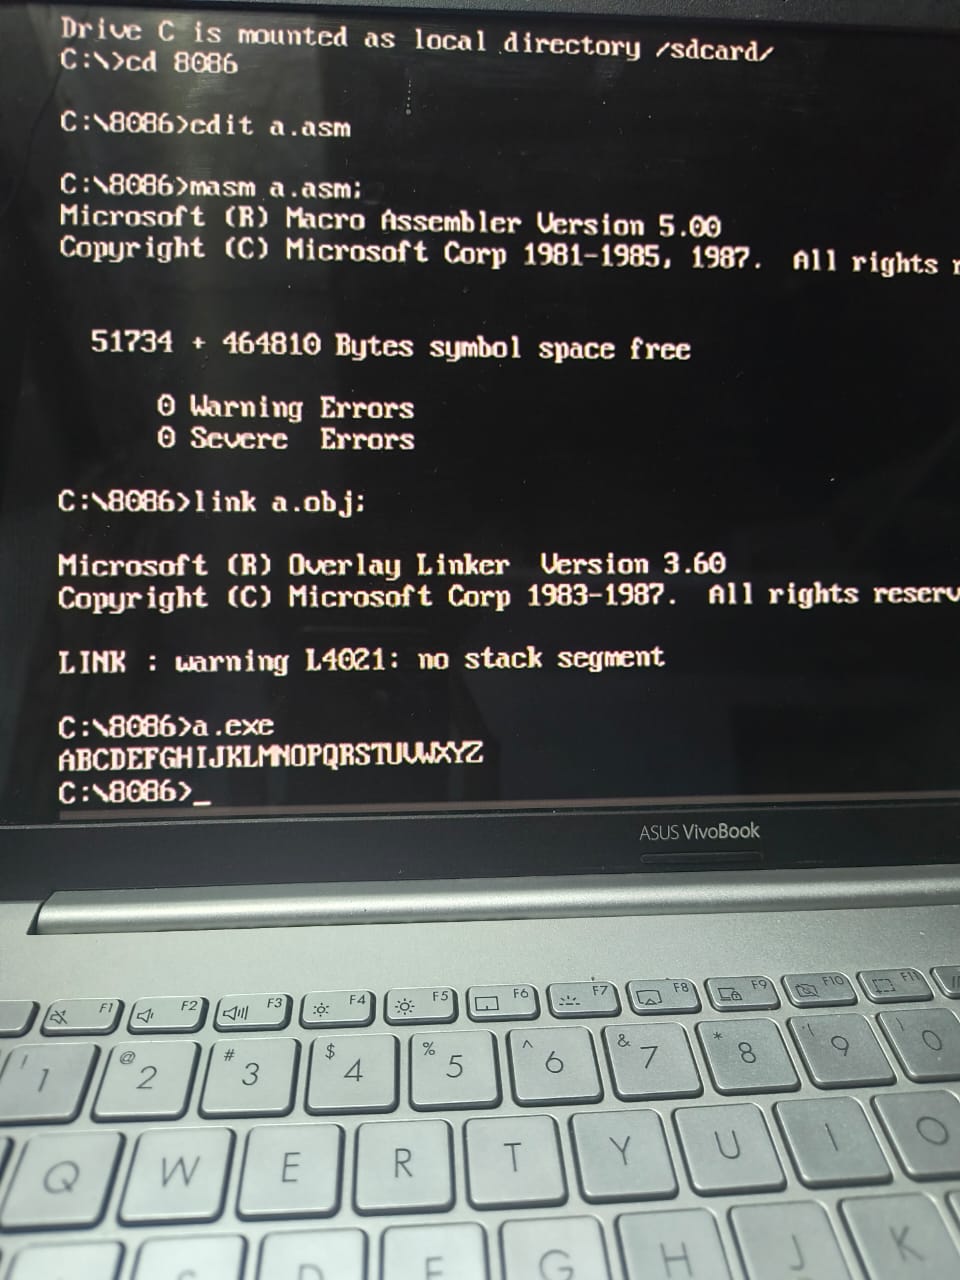 Drive C is mounted as local directory /sdcard/
C:\>cd 8086
C:\8086>edit a.asm
C:\8086>masm a.asm;
Microsoft (R) Macro Assembler Version 5.00
Copyright (C) Microsoft Corp 1981-1985, 1987.  All rights
51734 + 464810 Bytes symbol space free
0 Warning Errors
0 Severe  Errors
C:\8086>link a.obj;
Microsoft (R) Overlay Linker  Version 3.60
Copyright (C) Microsoft Corp 1983-1987.  All rights reserv
LINK : warning L4021: no stack segment
C:\8086>a.exe
ABCDEFGHIJKLMNOPQRSTUVWXYZ
C:\8086>_
ASUS VivoBook
F1 F2 F3 F4 F5 F6 F7 F8 F9 F10 F11
! @ # $ % ^ & * (
1 2 3 4 5 6 7 8 9 0
Q W E R T Y U I O
D F G H J K